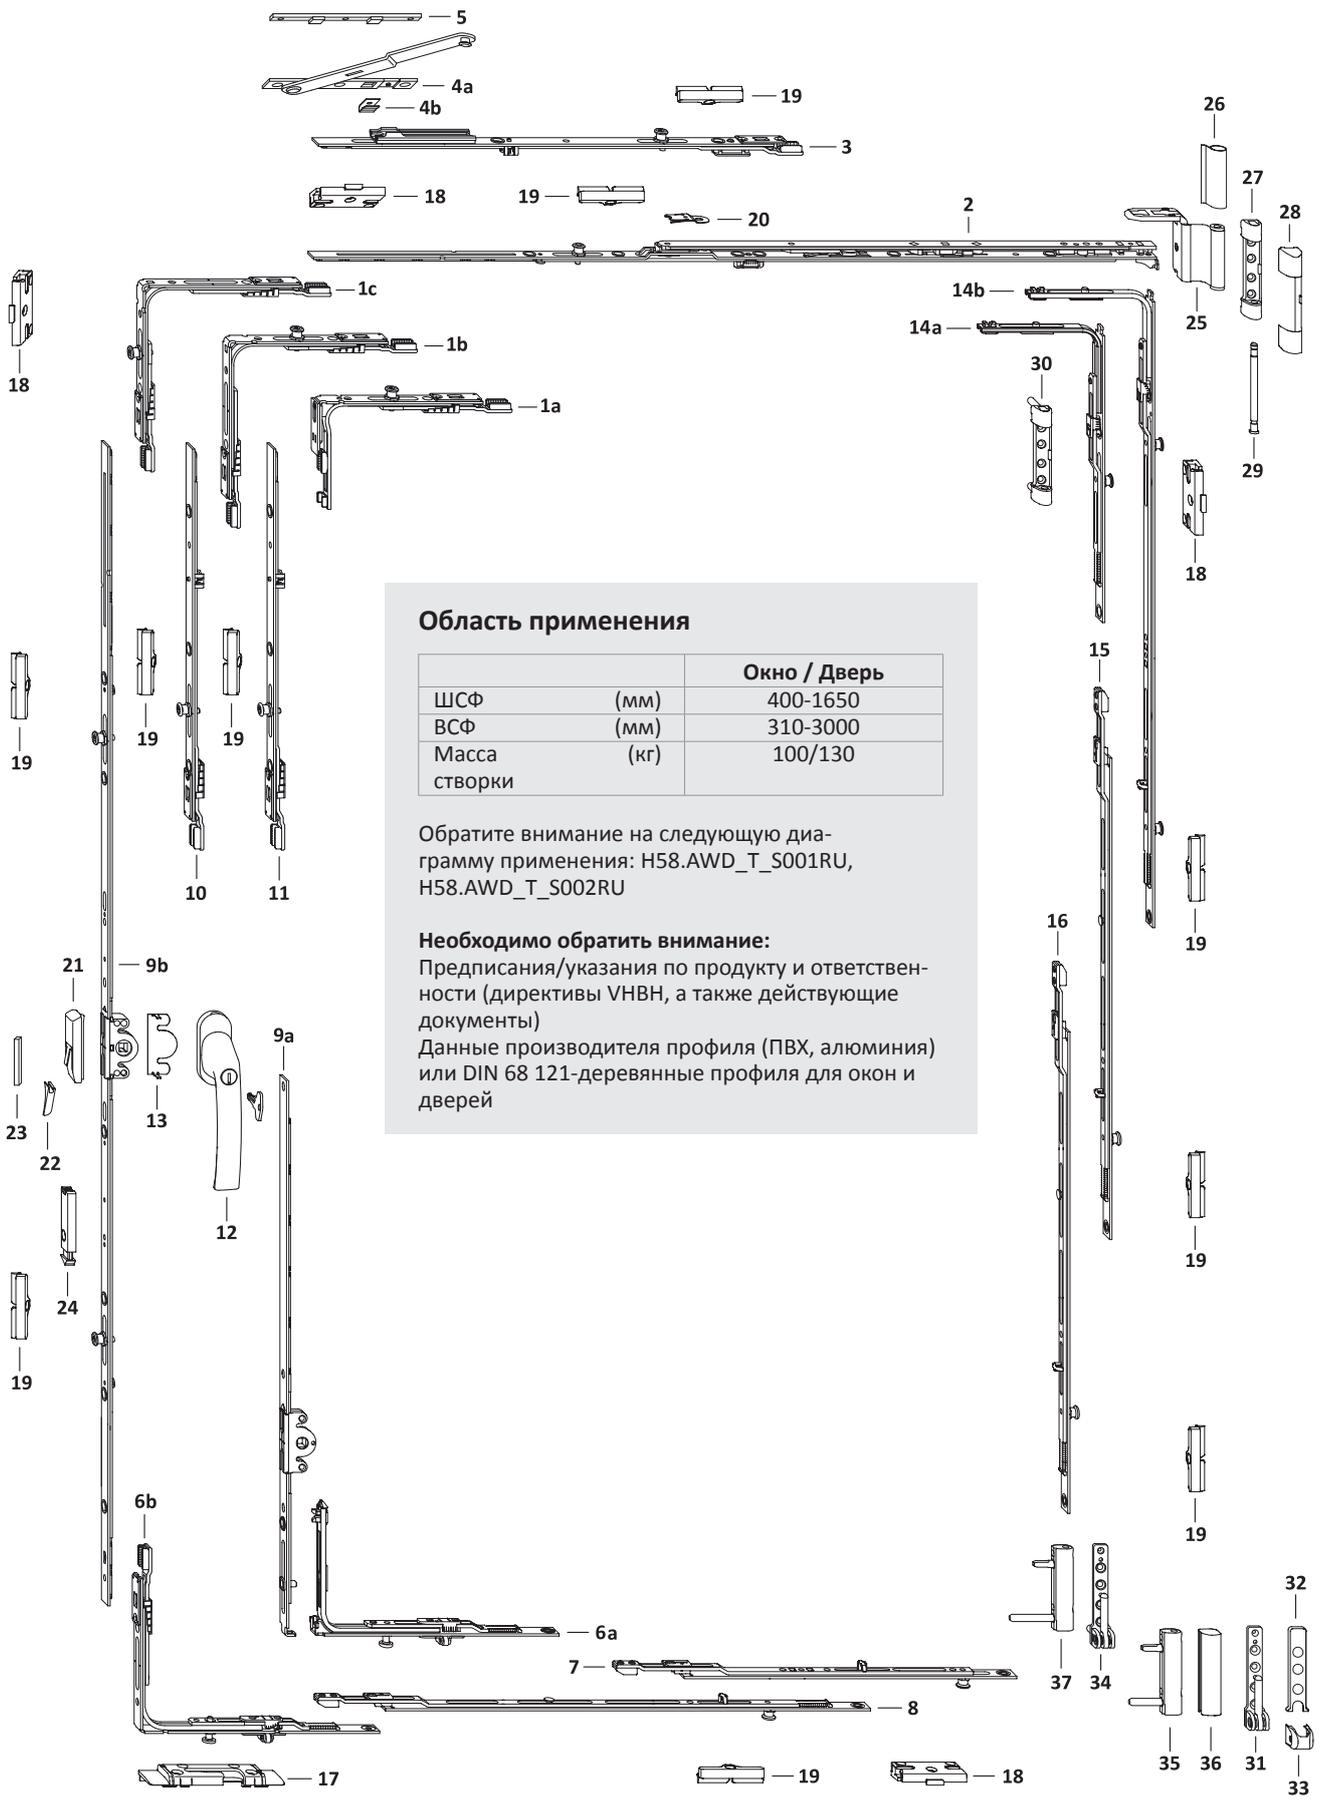 5
4a
4b
19
3
26
18
19
20
2
27
28
1c
14b
25
18
14a
1b
30
1a
29
18
Область применения
Окно / Дверь
ШСФ (мм) 400-1650
ВСФ (мм) 310-3000
Масса (кг) 100/130
створки
15
19
19
19
10
11
Обратите внимание на следующую диа-
грамму применения: H58.AWD_T_S001RU,
H58.AWD_T_S002RU
Необходимо обратить внимание:
Предписания/указания по продукту и ответствен-
ности (директивы VHBH, а также действующие
документы)
Данные производителя профиля (ПВХ, алюминия)
или DIN 68 121-деревянные профиля для окон и
дверей
16
19
21
9b
9a
23
13
22
12
19
24
19
6b
19
32
6a
7
37
34
8
35
36
31
33
17
19
18